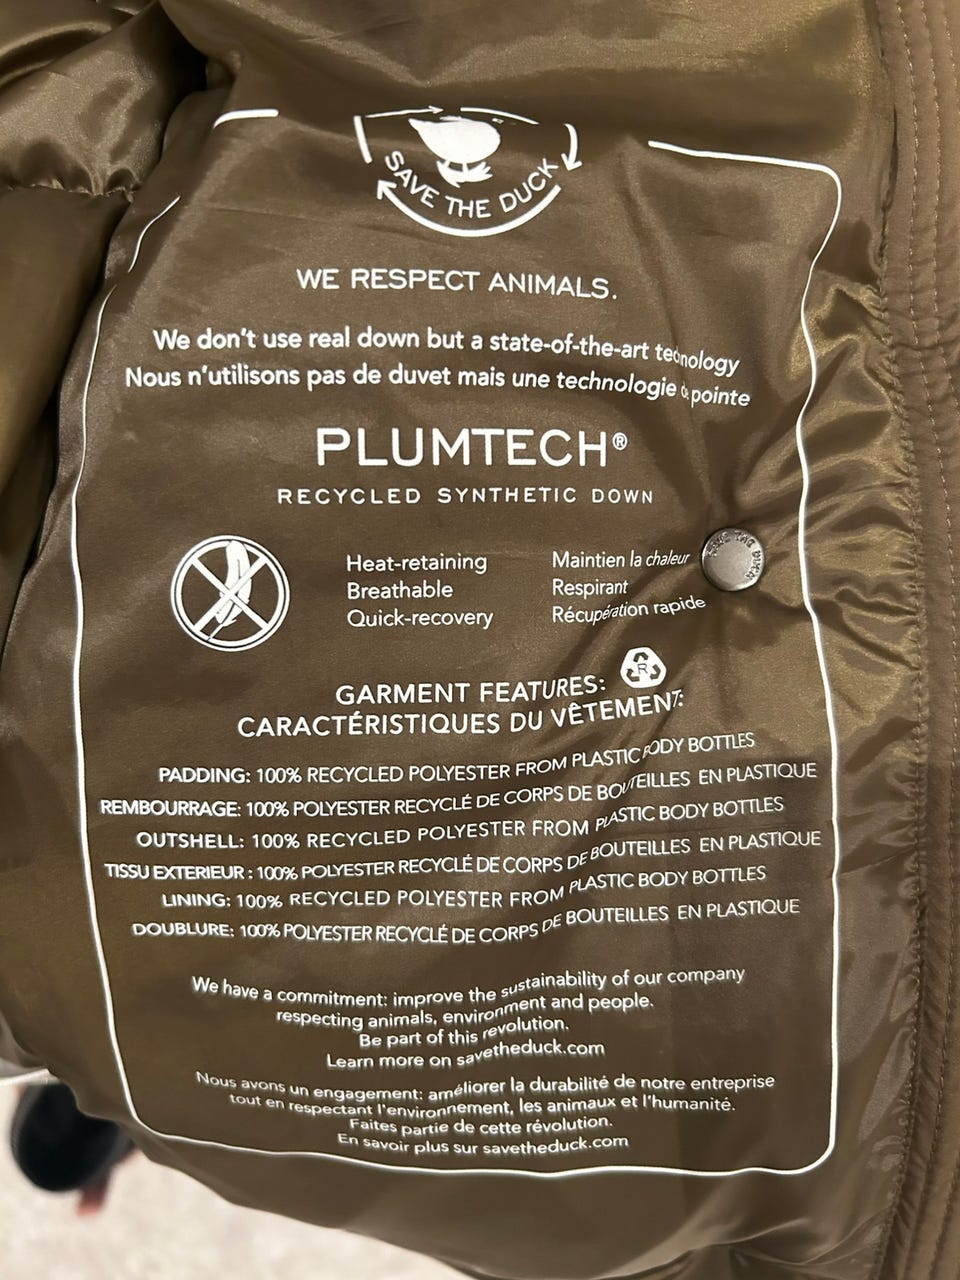 SAVE THE DUCK
WE RESPECT ANIMALS.
We don't use real down but a state-of-the-art technology
Nous n'utilisons pas de duvet mais une technologie de pointe
PLUMTECH®
RECYCLED SYNTHETIC DOWN
Heat-retaining
Breathable
Quick-recovery
Maintien la chaleur
Respirant
Récupération rapide
SAVE THE DUCK
R
GARMENT FEATURES:
CARACTÉRISTIQUES DU VÊTEMENT:
PADDING: 100% RECYCLED POLYESTER FROM PLASTIC BODY BOTTLES
REMBOURRAGE: 100% POLYESTER RECYCLÉ DE CORPS DE BOUTEILLES EN PLASTIQUE
OUTSHELL: 100% RECYCLED POLYESTER FROM PLASTIC BODY BOTTLES
TISSU EXTERIEUR : 100% POLYESTER RECYCLÉ DE CORPS DE BOUTEILLES EN PLASTIQUE
LINING: 100% RECYCLED POLYESTER FROM PLASTIC BODY BOTTLES
DOUBLURE: 100% POLYESTER RECYCLÉ DE CORPS DE BOUTEILLES EN PLASTIQUE
We have a commitment: improve the sustainability of our company
respecting animals, environment and people.
Be part of this revolution.
Learn more on savetheduck.com
Nous avons un engagement: améliorer la durabilité de notre entreprise
tout en respectant l'environnement, les animaux et l'humanité.
Faites partie de cette révolution.
En savoir plus sur savetheduck.com